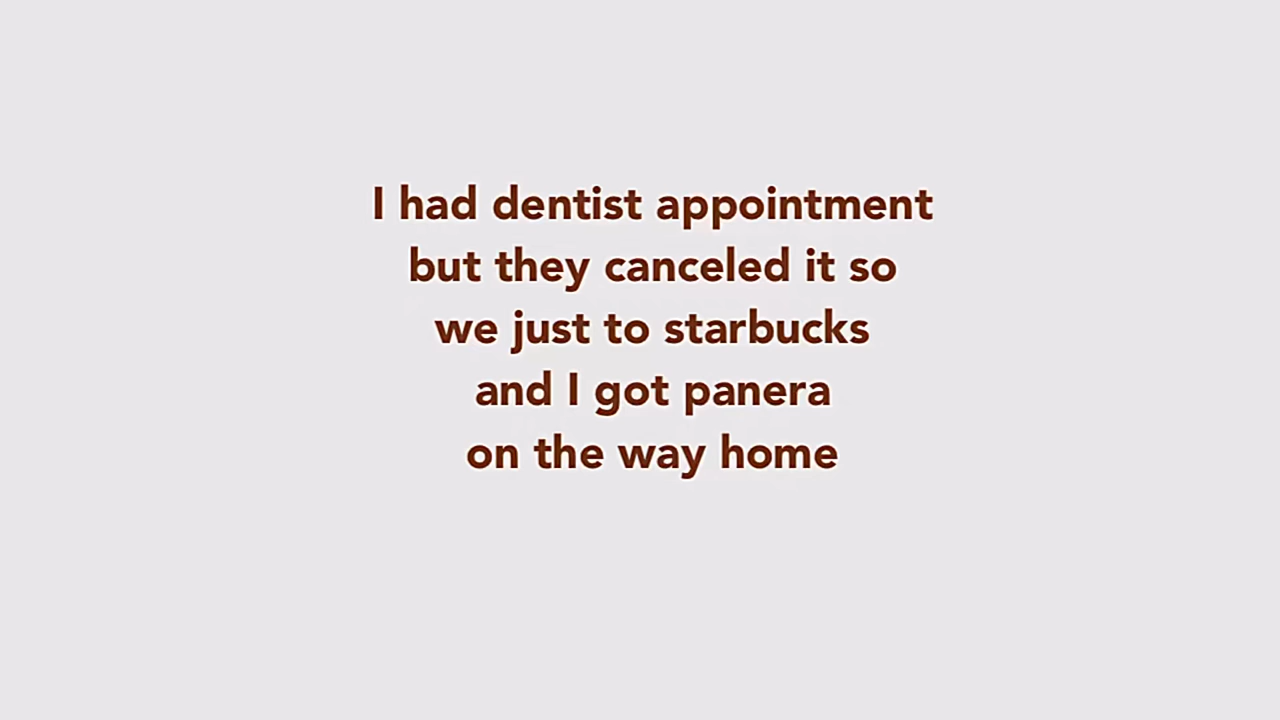 I had dentist appointment
but they canceled it so
we just to starbucks
and I got panera
on the way home